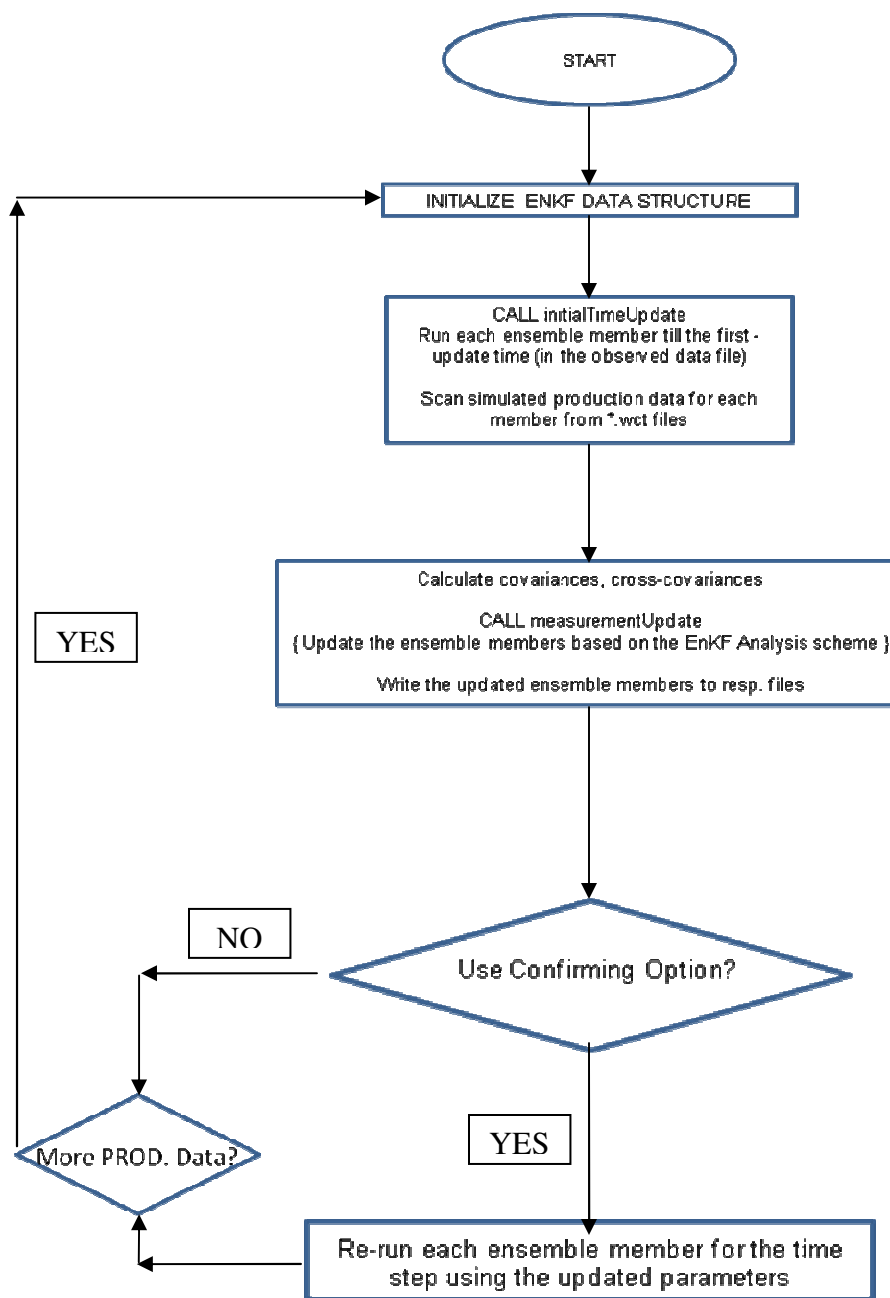 START
INITIALIZE ENKF DATA STRUCTURE
CALL initialTimeUpdate
Run each ensemble member till the first -
update time (in the observed data file)
Scan simulated production data for each
member from *.wct files
Calculate covariances, cross-covariances
CALL measurementUpdate
{ Update the ensemble members based on the EnKF Analysis scheme }
Write the updated ensemble members to resp. files
YES
NO
Use Confirming Option?
YES
More PROD. Data?
Re-run each ensemble member for the time
step using the updated parameters